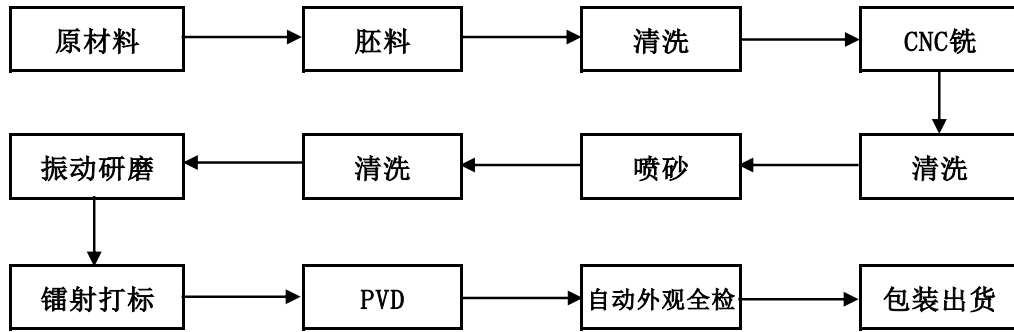 原材料
胚料
清洗
CNC铣
清洗
喷砂
清洗
振动研磨
镭射打标
PVD
自动外观全检
包装出货